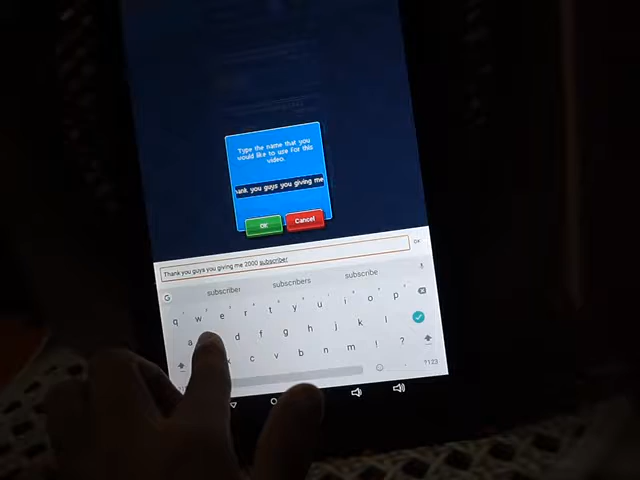 Type the name that you
would like to use For this
video.
ank you guys you giving me
OK
Cancel
Thank you guys you giving me 2000 subscriber
OK
G
subscriber
subscribers
subscribe
q w e r t y u i o p
a d f g h j k l
c v b n m ! ?
?123